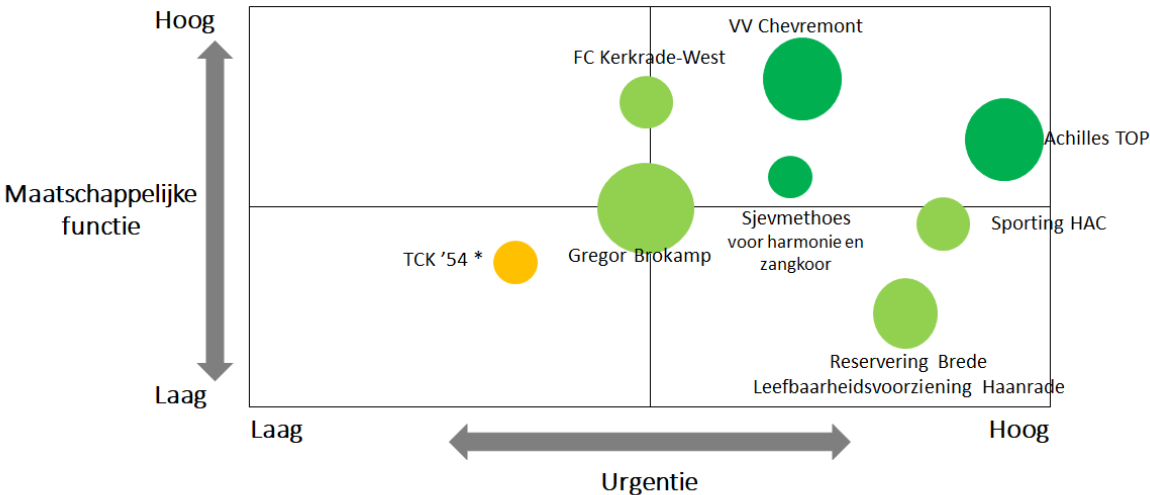 Hoog
VV Chevremont
FC Kerkrade-West
Achilles TOP
Maatschappelijke
functie
Sjevmethoes
voor harmonie en
zangkoor
Sporting HAC
TCK ’54 *
Gregor Brokamp
Reservering Brede
Leefbaarheidsvoorziening Haanrade
Laag
Laag
Hoog
Urgentie